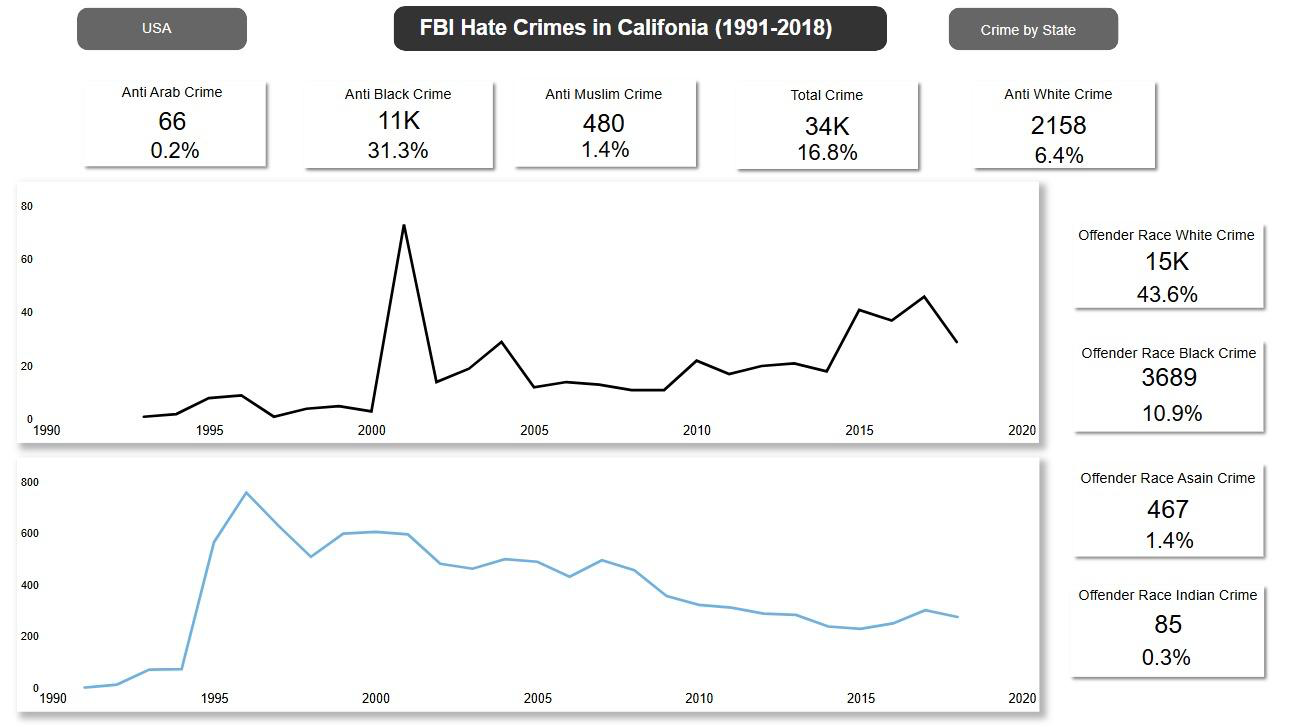 USA
FBI Hate Crimes in Califonia (1991-2018)
Crime by State
Anti Arab Crime
66
0.2%
Anti Black Crime
11K
31.3%
Anti Muslim Crime
480
1.4%
Total Crime
34K
16.8%
Anti White Crime
2158
6.4%
80
60
40
20
0
1990 1995 2000 2005 2010 2015 2020
Offender Race White Crime
15K
43.6%
Offender Race Black Crime
3689
10.9%
800
600
400
200
0
1990 1995 2000 2005 2010 2015 2020
Offender Race Asain Crime
467
1.4%
Offender Race Indian Crime
85
0.3%